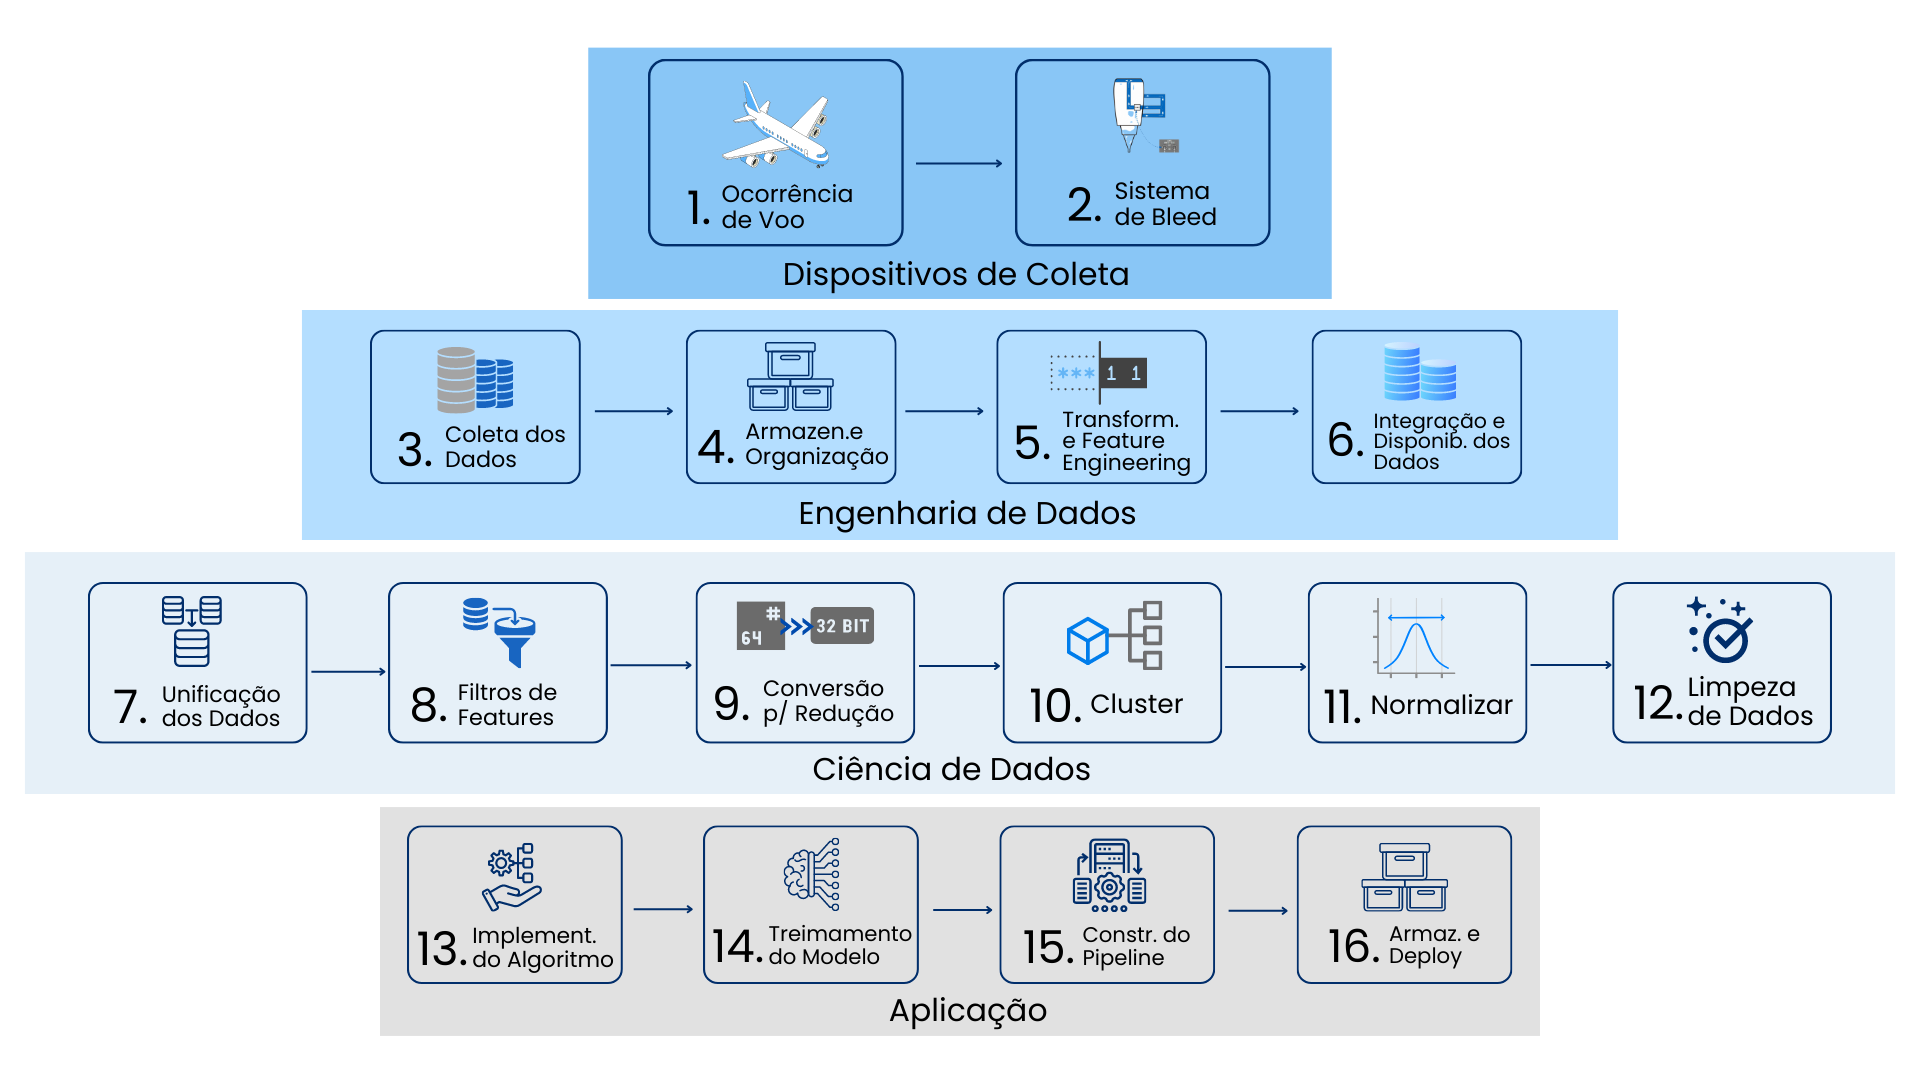 1. Ocorrência
de Voo
2. Sistema
de Bleed
Dispositivos de Coleta
3. Coleta dos
Dados
4. Armazen.e
Organização
*** 1 1
5. Transform.
e Feature
Engineering
6. Integração e
Disponib. dos
Dados
Engenharia de Dados
7. Unificação
dos Dados
8. Filtros de
Features
#
64 32 BIT
9. Conversão
p/ Redução
10. Cluster
11. Normalizar
12. Limpeza
de Dados
Ciência de Dados
13. Implement.
do Algoritmo
14. Treimamento
do Modelo
15. Constr. do
Pipeline
16. Armaz. e
Deploy
Aplicação